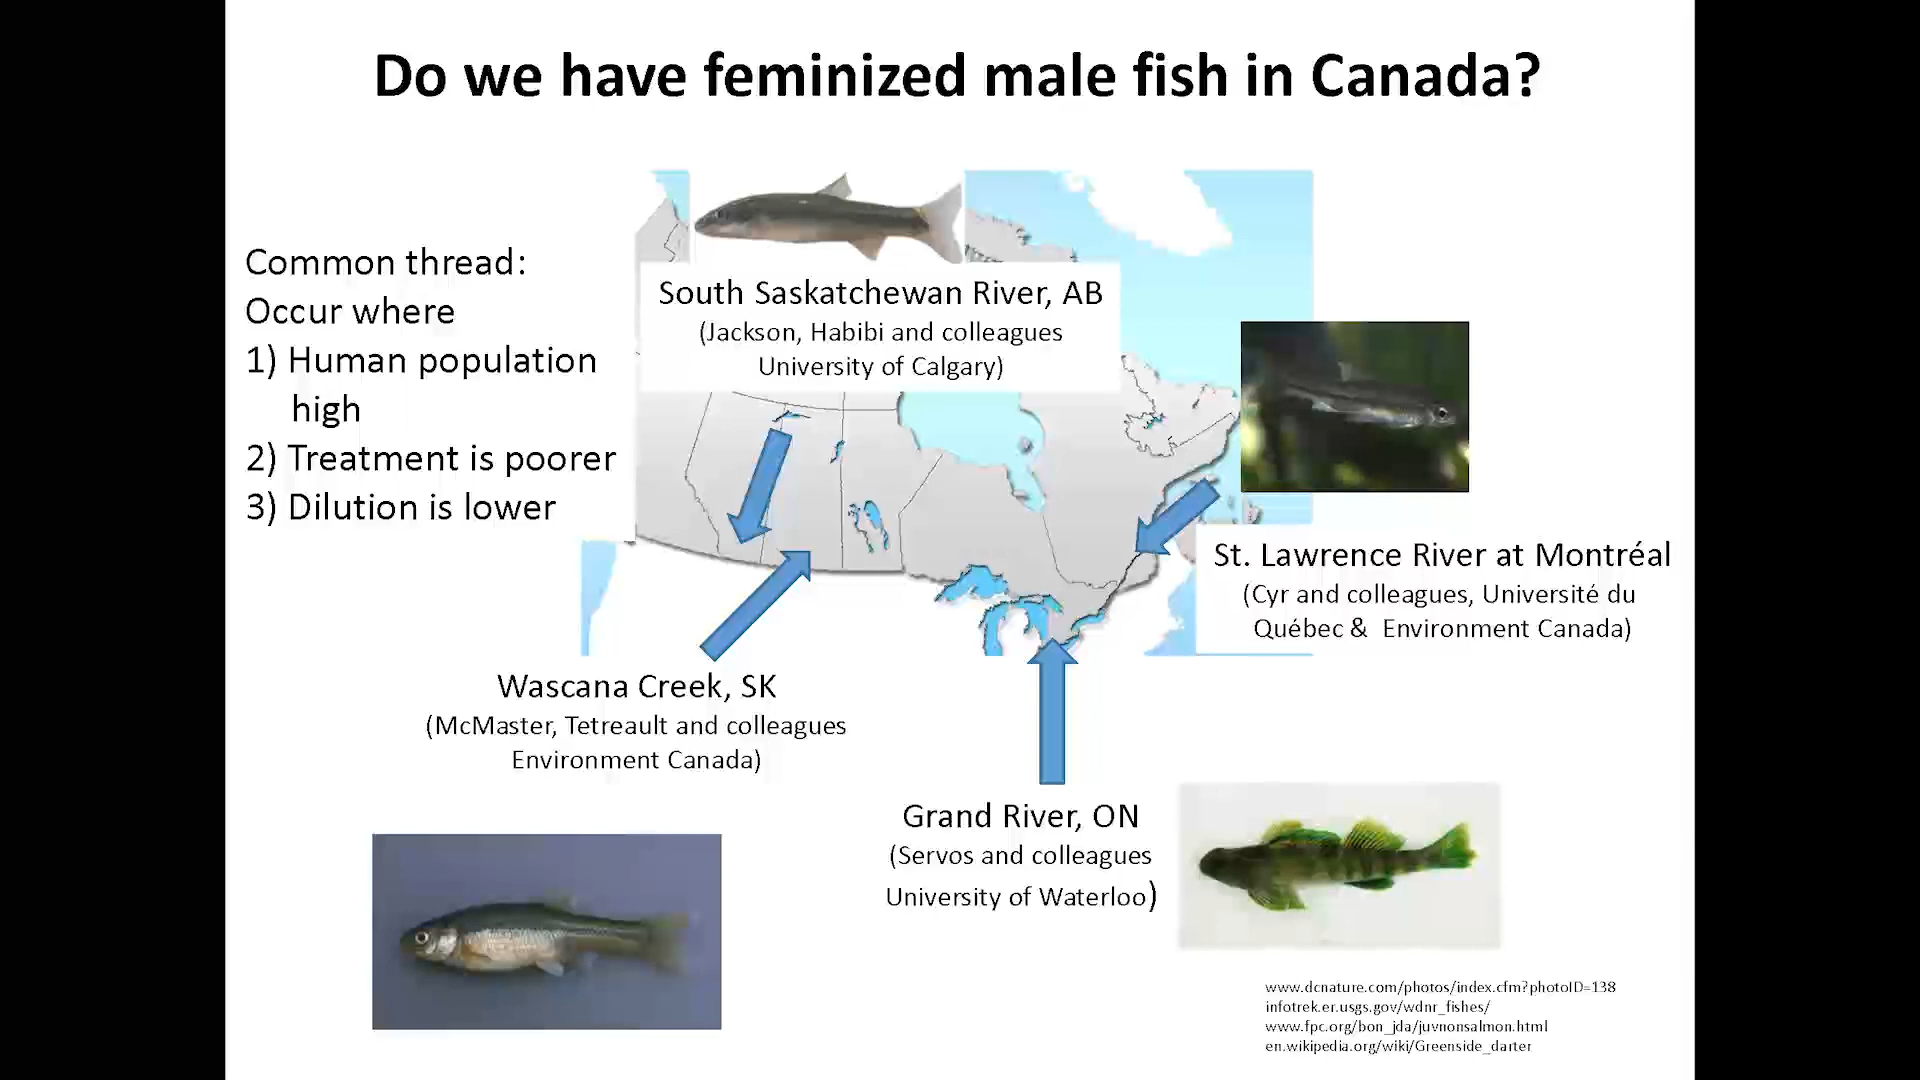 Do we have feminized male fish in Canada?
Common thread:
Occur where
1) Human population
high
2) Treatment is poorer
3) Dilution is lower
South Saskatchewan River, AB
(Jackson, Habibi and colleagues
University of Calgary)
St. Lawrence River at Montréal
(Cyr and colleagues, Université du
Québec & Environment Canada)
Wascana Creek, SK
(McMaster, Tetreault and colleagues
Environment Canada)
Grand River, ON
(Servos and colleagues
University of Waterloo)
www.dcnature.com/photos/index.cfm?photoID=138
infotrek.er.usgs.gov/wdnr_fishes/
www.fpc.org/bon_jda/juvnonsalmon.html
en.wikipedia.org/wiki/Greenside_darter